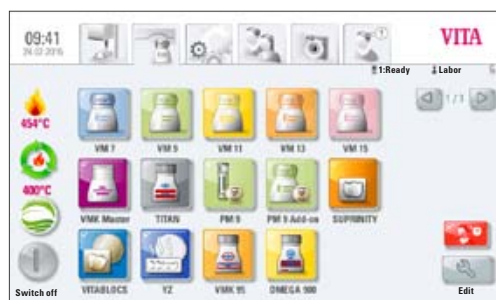 09:41
24.02.2015
VITA
1:Ready Labor
1/1
454°C
VM 7 VM 9 VM 11 VM 13 VM 15
400°C
VMK Master TITAN PM 9 PM 9 Add-on SUPRINITY
Switch off
VITABLOCS YZ VMK 95 OMEGA 900
Edit